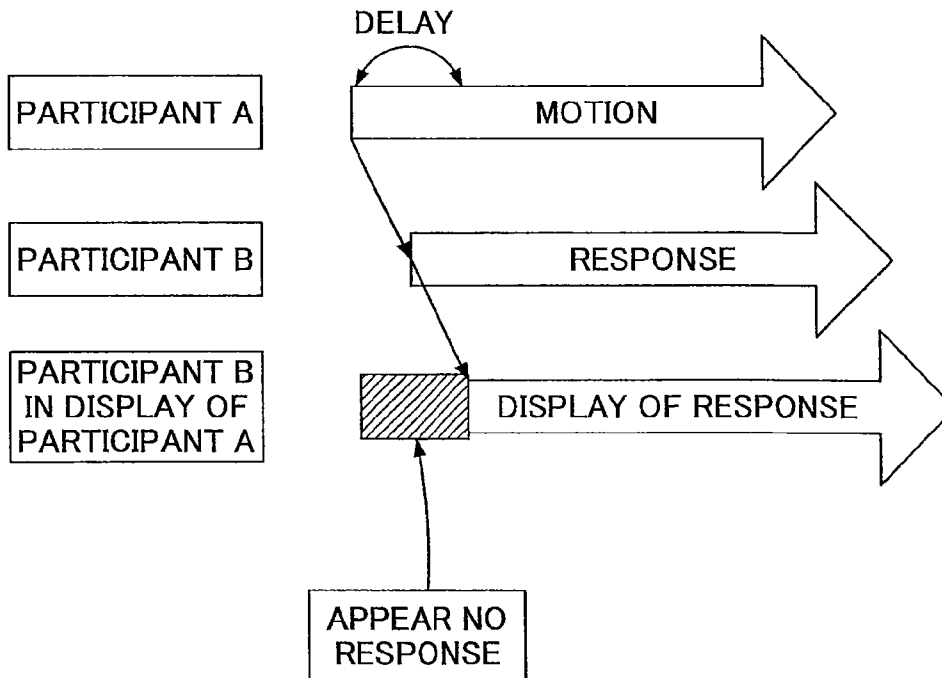 DELAY
PARTICIPANT A
MOTION
PARTICIPANT B
RESPONSE
PARTICIPANT B
IN DISPLAY OF
PARTICIPANT A
DISPLAY OF RESPONSE
APPEAR NO
RESPONSE